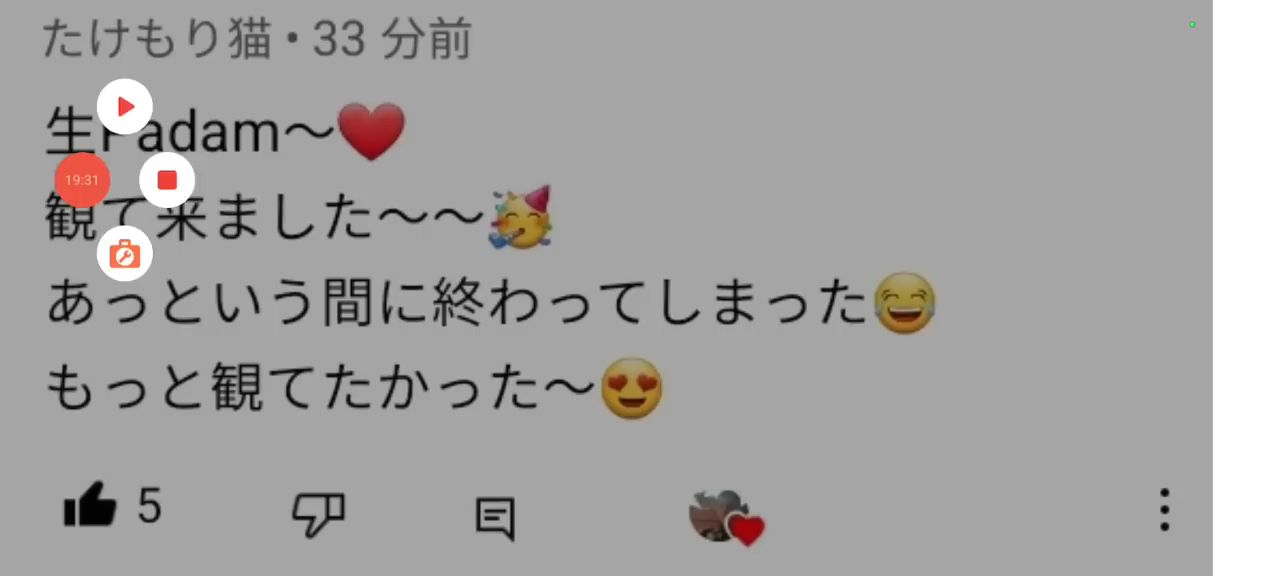 たけもり猫・33 分前
生Padam〜❤️
観て来ました〜〜🥳
19:31
あっという間に終わってしまった😂
もっと観てたかった〜😍
5